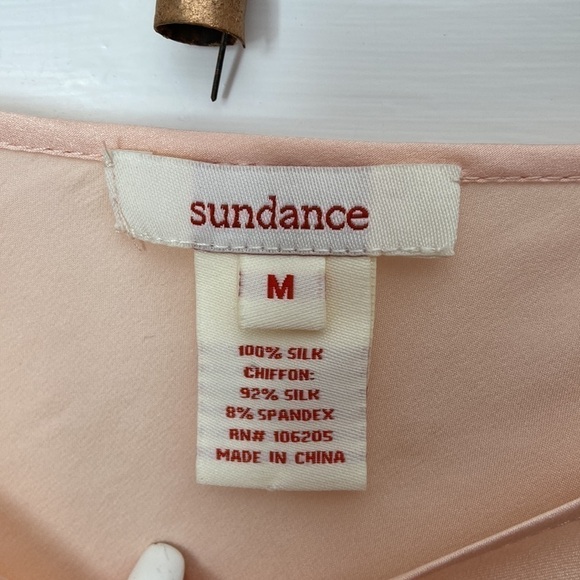 sundance
M
100% SILK
CHIFFON:
92% SILK
8% SPANDEX
RN# 106205
MADE IN CHINA